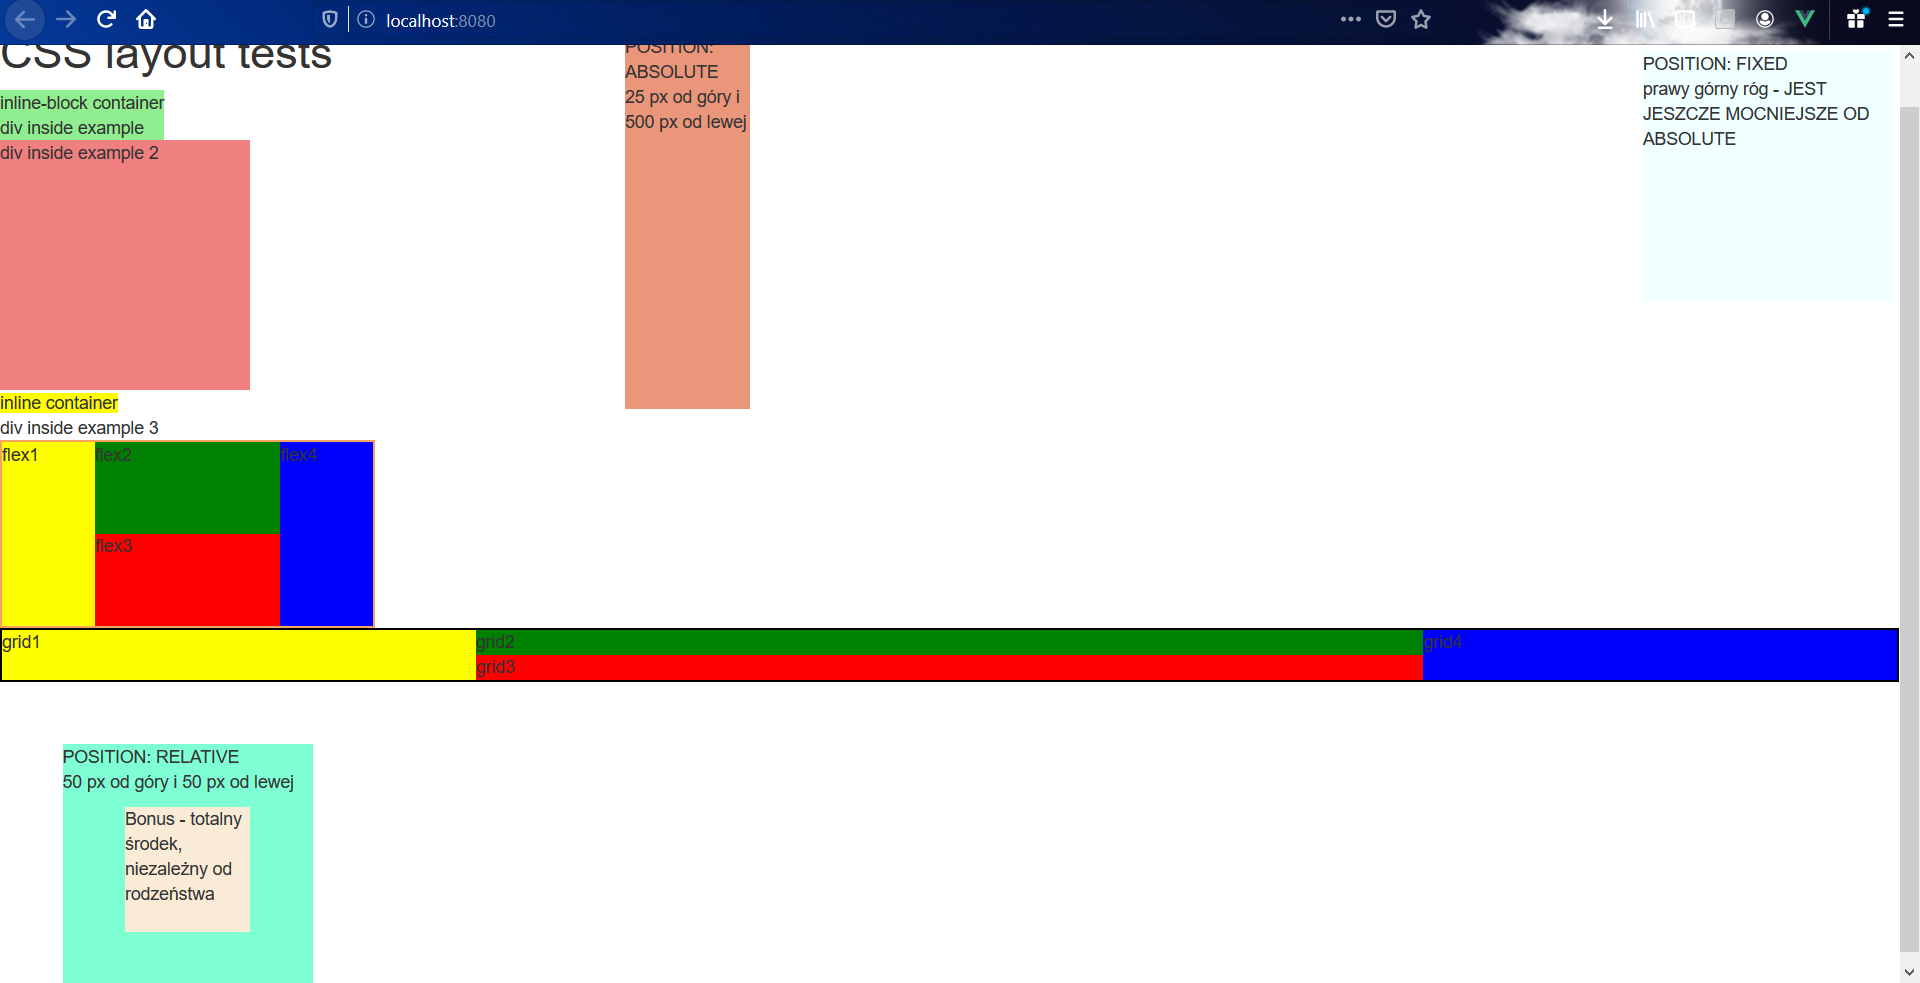 localhost:8080
CSS layout tests
inline-block container
div inside example
div inside example 2
inline container
div inside example 3
POSITION:
ABSOLUTE
25 px od góry i
500 px od lewej
POSITION: FIXED
prawy górny róg - JEST
JESZCZE MOCNIEJSZE OD
ABSOLUTE
flex1
flex2
flex3
flex4
grid1
grid2
grid3
grid4
POSITION: RELATIVE
50 px od góry i 50 px od lewej
Bonus - totalny
środek,
niezależny od
rodzeństwa